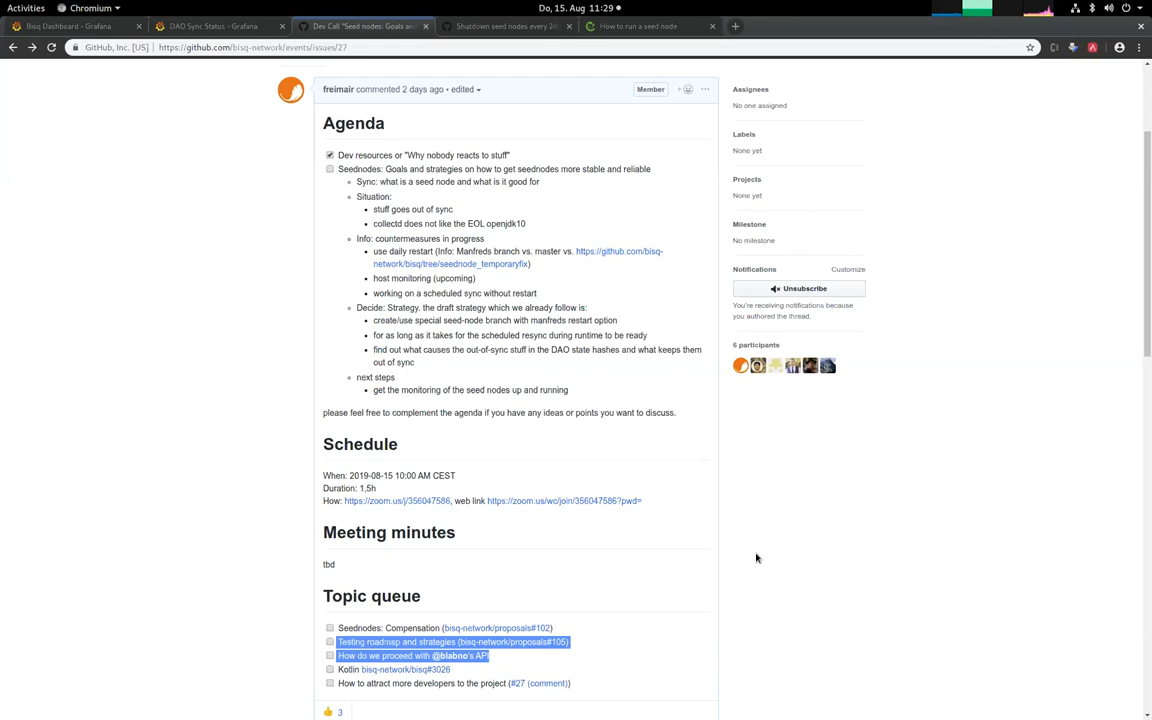 Activities Chromium Do, 15. Aug 11:29
Bisq Dashboard - Grafana
DAO Sync Status - Grafana
Dev Call "Seed nodes: Goals an
Shutdown seed nodes every 24
How to run a seed node
GitHub, Inc. [US] https://github.com/bisq-network/events/issues/27
freimair commented 2 days ago • edited
Member
Agenda
Dev resources or "Why nobody reacts to stuff"
Seednodes: Goals and strategies on how to get seednodes more stable and reliable
Sync: what is a seed node and what is it good for
Situation:
stuff goes out of sync
collectd does not like the EOL openjdk10
Info: countermeasures in progress
use daily restart (Info: Manfreds branch vs. master vs. https://github.com/bisq-
network/bisq/tree/seednode_temporaryfix)
host monitoring (upcoming)
working on a scheduled sync without restart
Decide: Strategy. the draft strategy which we already follow is:
create/use special seed-node branch with manfreds restart option
for as long as it takes for the scheduled resync during runtime to be ready
find out what causes the out-of-sync stuff in the DAO state hashes and what keeps them
out of sync
next steps
get the monitoring of the seed nodes up and running
please feel free to complement the agenda if you have any ideas or points you want to discuss.
Schedule
When: 2019-08-15 10:00 AM CEST
Duration: 1,5h
How: https://zoom.us/j/356047586, web link https://zoom.us/wc/join/356047586?pwd=
Meeting minutes
tbd
Topic queue
Seednodes: Compensation (bisq-network/proposals#102)
Testing roadmap and strategies (bisq-network/proposals#105)
How do we proceed with @blabno's API
Kotlin bisq-network/bisq#3026
How to attract more developers to the project (#27 (comment))
3
Assignees
No one assigned
Labels
None yet
Projects
None yet
Milestone
No milestone
Notifications Customize
Unsubscribe
You're receiving notifications because
you authored the thread.
6 participants